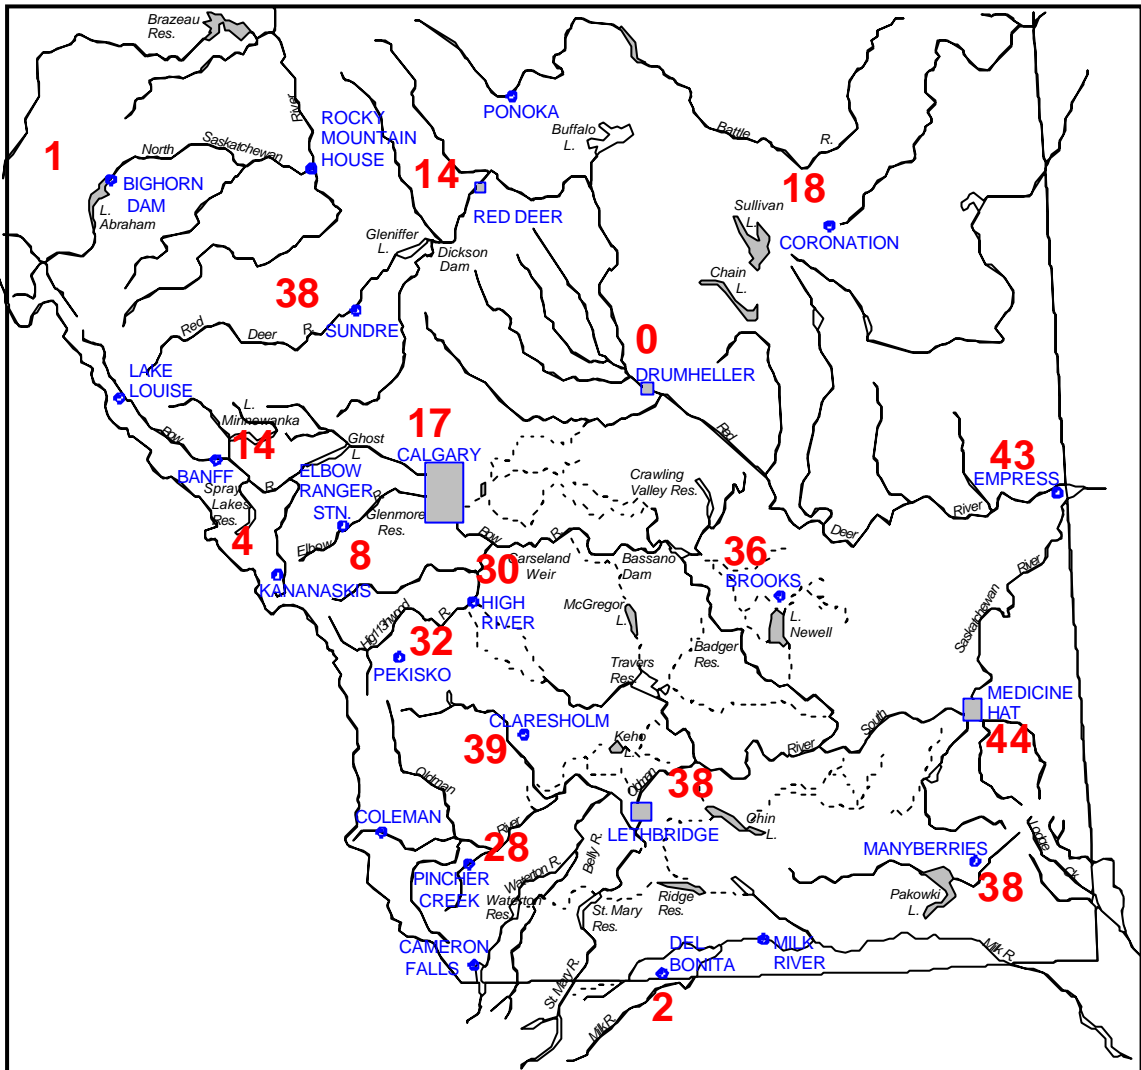 Brazeau
Res.
River
ROCKY
MOUNTAIN
HOUSE
PONOKA
Buffalo
L.
Battle
R.
1
North
Saskatchewan
BIGHORN
DAM
L.
Abraham
14
RED DEER
18
Sullivan
L.
CORONATION
Gleniffer
L.
Dickson
Dam
Chain
L.
38
SUNDRE
Red
Deer
R.
0
DRUMHELLER
LAKE
LOUISE
L.
Minnewanka
17
CALGARY
Ghost
L
Red
Bow
14
BANFF
ELBOW
RANGER
STN.
R.
R.
Spray
Lakes
Res.
Glenmore
Res.
Crawling
Valley Res.
43
EMPRESS
River
Deer
4
Elbow
8
Bow
R.
Carseland
Weir
Bassano
Dam
36
BROOKS
KANANASKIS
30
HIGH
RIVER
McGregor
L.
L.
Newell
River
Saskatchewan
R.
32
PEKISKO
Travers
Res.
Badger
Res.
MEDICINE
HAT
44
CLARESHOLM
39
Keho
L.
River
South
Oldman
Oldman
38
LETHBRIDGE
Chin
L.
COLEMAN
River
28
PINCHER
CREEK
Waterton R.
Waterton
Res.
Belly R.
MANYBERRIES
38
Lodge
Ck
Pakowki
L.
Ridge
Res.
St. Mary
Res.
CAMERON
FALLS
DEL
BONITA
MILK
RIVER
Milk R.
St. Mary R.
2
Milk R.